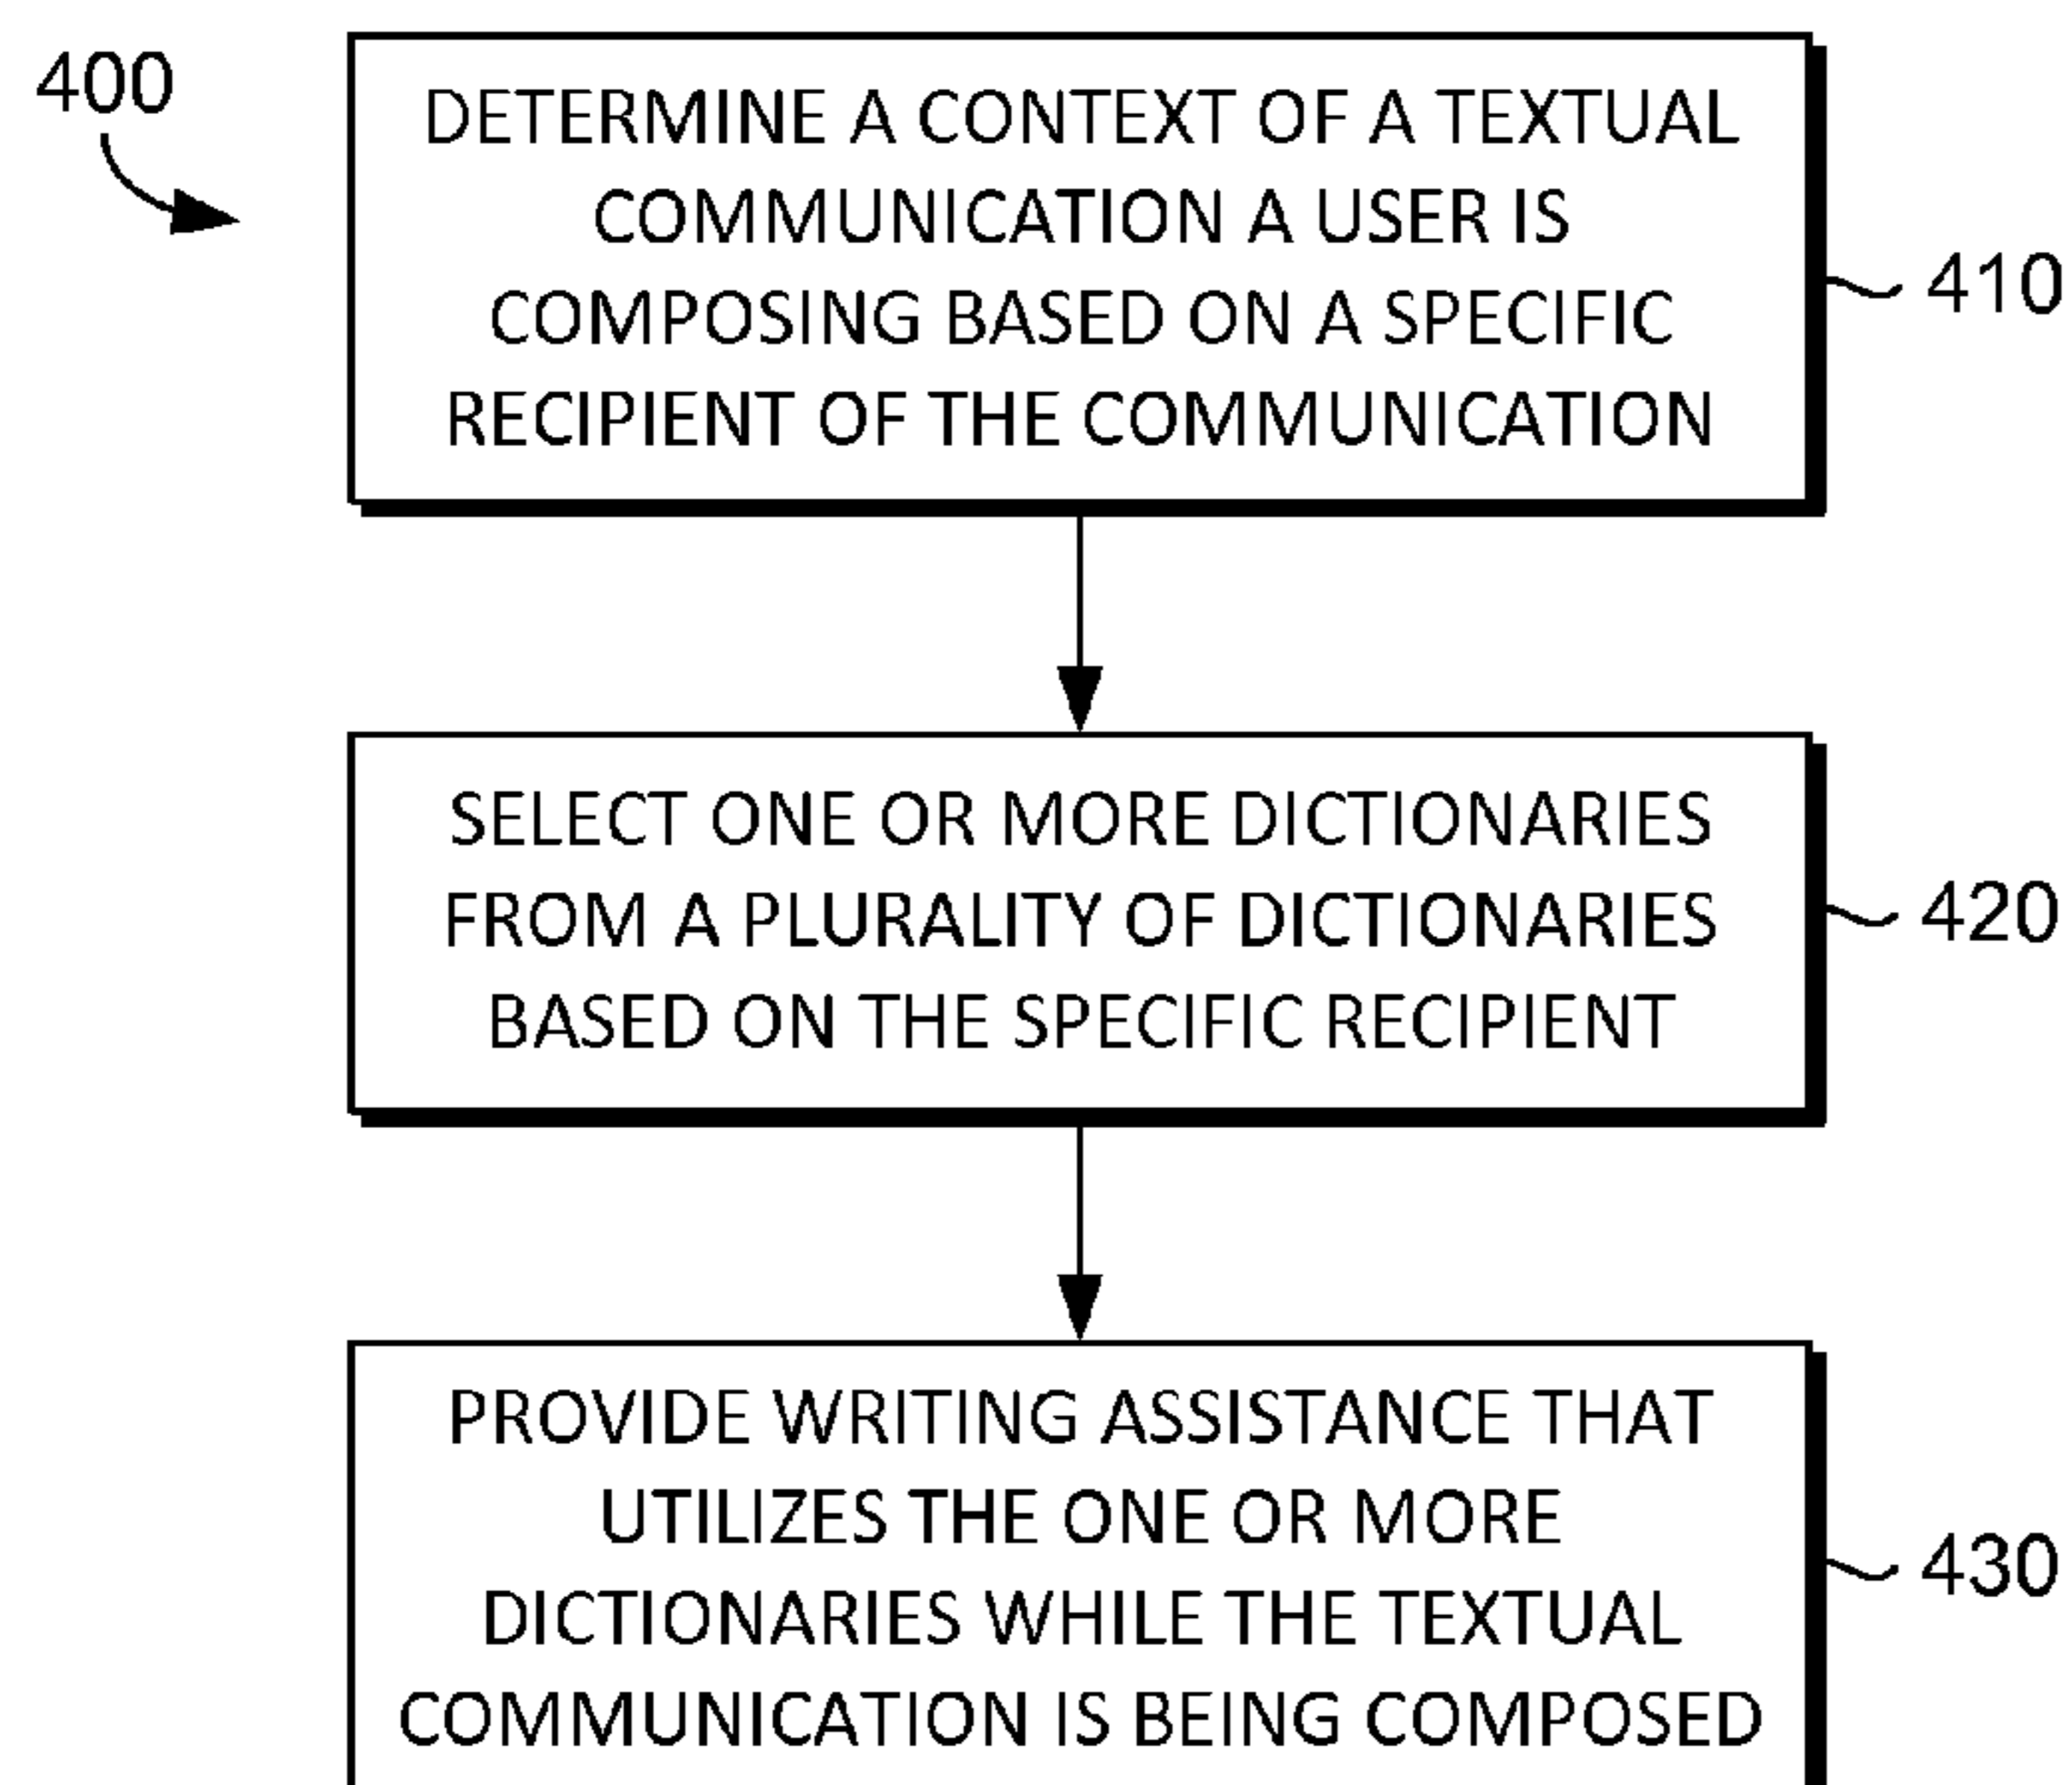 400
DETERMINE A CONTEXT OF A TEXTUAL
COMMUNICATION A USER IS
COMPOSING BASED ON A SPECIFIC
RECIPIENT OF THE COMMUNICATION
410
SELECT ONE OR MORE DICTIONARIES
FROM A PLURALITY OF DICTIONARIES
BASED ON THE SPECIFIC RECIPIENT
420
PROVIDE WRITING ASSISTANCE THAT
UTILIZES THE ONE OR MORE
DICTIONARIES WHILE THE TEXTUAL
COMMUNICATION IS BEING COMPOSED
430